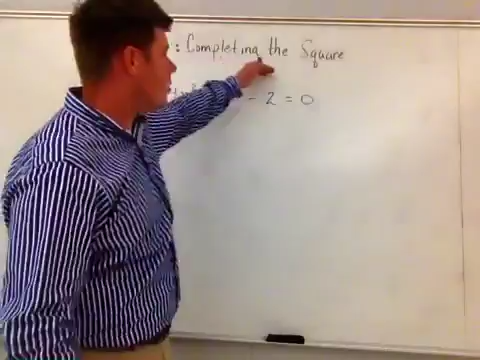 : Completing the Square
- 2 = 0